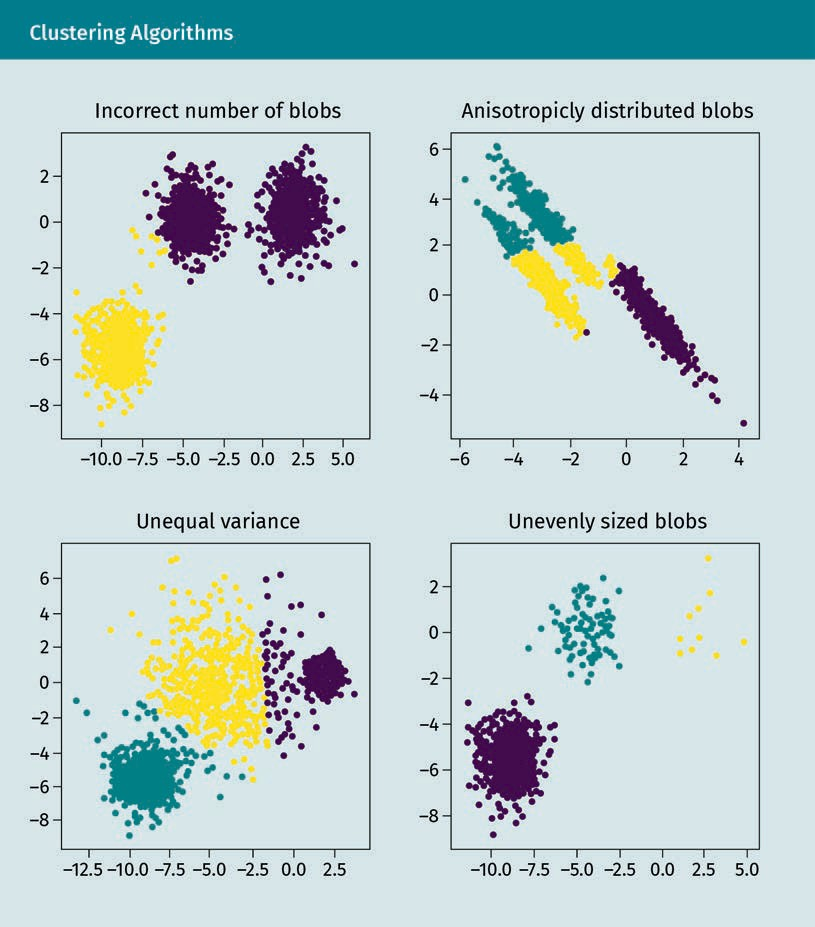 Clustering Algorithms
Incorrect number of blobs
2
0
−2
−4
−6
−8
−10.0 −7.5 −5.0 −2.5 0.0 2.5 5.0
Anisotropicly distributed blobs
6
4
2
0
−2
−4
−6 −4 −2 0 2 4
Unequal variance
6
4
2
0
−2
−4
−6
−8
−12.5 −10.0 −7.5 −5.0 −2.5 0.0 2.5
Unevenly sized blobs
2
0
−2
−4
−6
−8
−10.0 −7.5 −5.0 −2.5 0.0 2.5 5.0